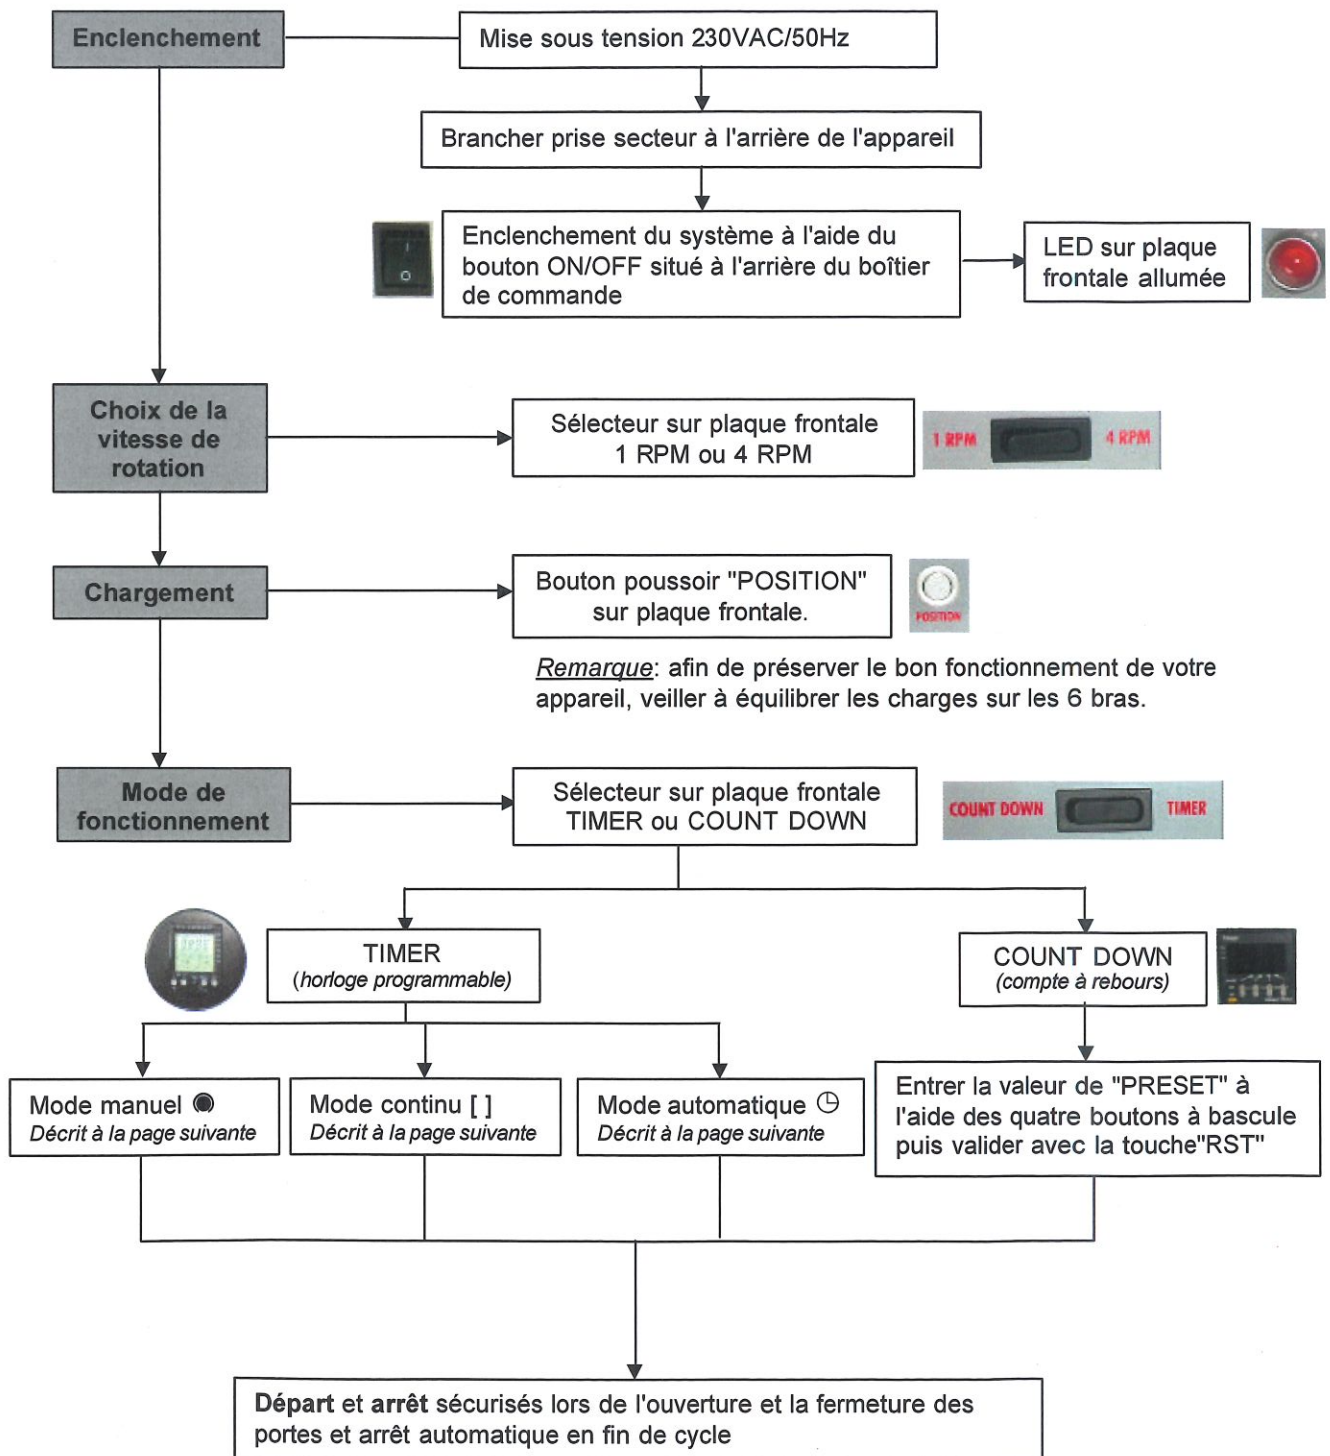 Enclenchement
Mise sous tension 230VAC/50Hz
Brancher prise secteur à l'arrière de l'appareil
Enclenchement du système à l'aide du
bouton ON/OFF situé à l'arrière du boîtier
de commande
LED sur plaque
frontale allumée
Choix de la
vitesse de
rotation
Sélecteur sur plaque frontale
1 RPM ou 4 RPM
1 RPM
4 RPM
Chargement
Bouton poussoir "POSITION"
sur plaque frontale.
POSITION
Remarque: afin de préserver le bon fonctionnement de votre
appareil, veiller à équilibrer les charges sur les 6 bras.
Mode de
fonctionnement
Sélecteur sur plaque frontale
TIMER ou COUNT DOWN
COUNT DOWN
TIMER
TIMER
(horloge programmable)
COUNT DOWN
(compte à rebours)
Mode manuel
Décrit à la page suivante
Mode continu [ ]
Décrit à la page suivante
Mode automatique
Décrit à la page suivante
Entrer la valeur de "PRESET" à
l'aide des quatre boutons à bascule
puis valider avec la touche"RST"
Départ et arrêt sécurisés lors de l'ouverture et la fermeture des
portes et arrêt automatique en fin de cycle